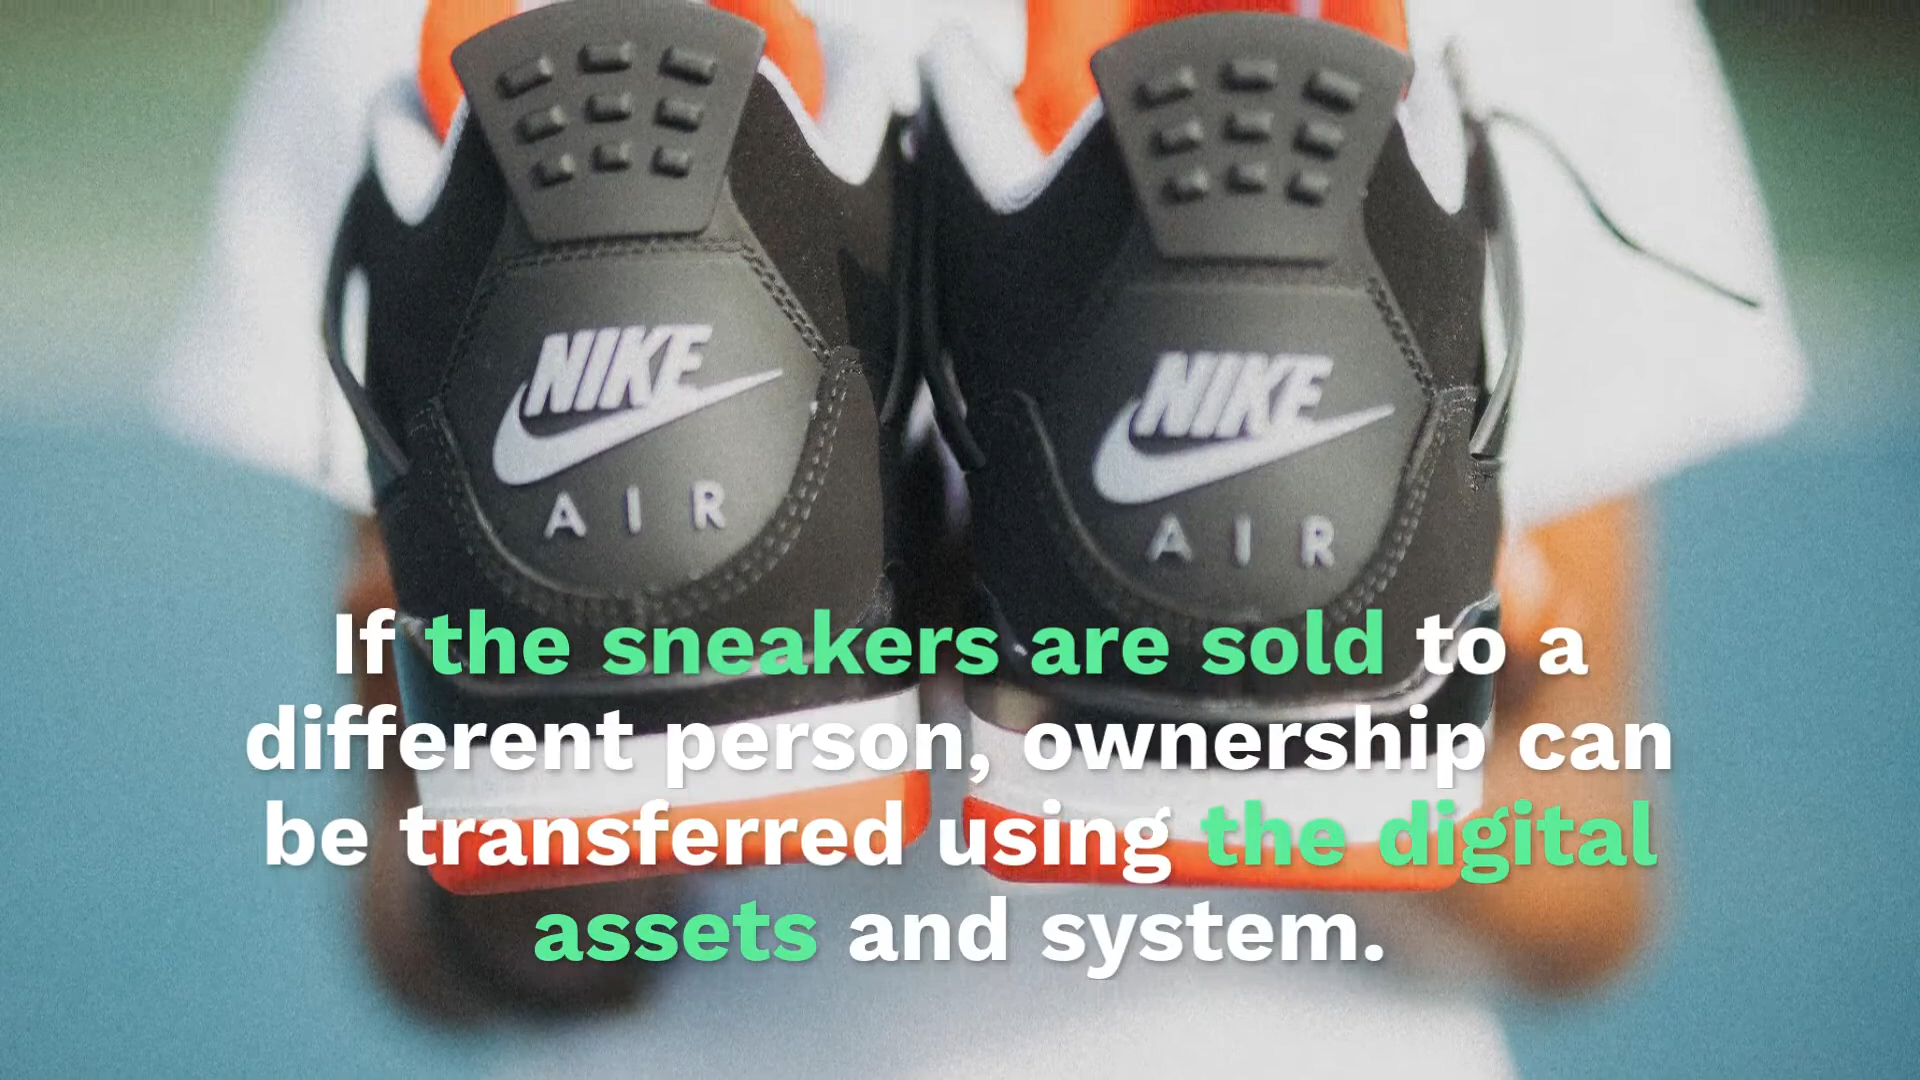 NIKE
AIR
NIKE
AIR
If the sneakers are sold to a
different person, ownership can
be transferred using the digital
assets and system.